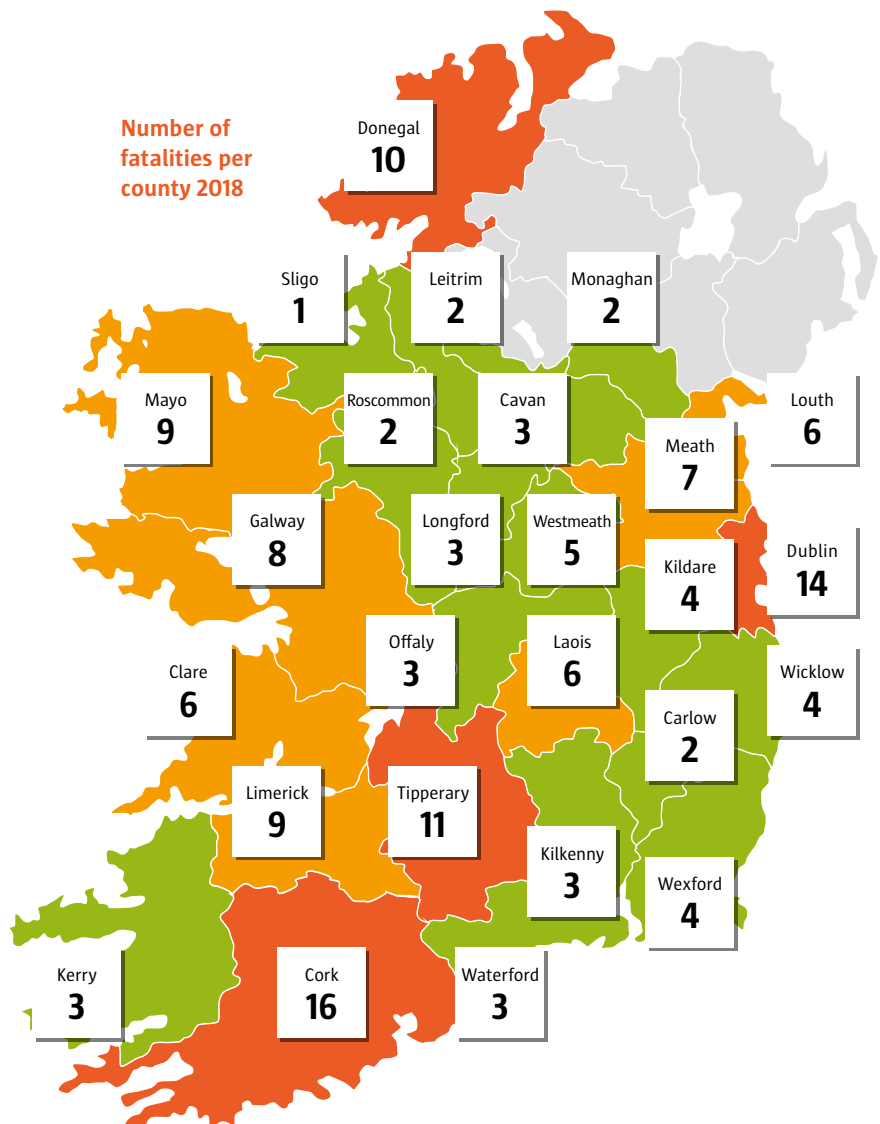 Number of
fatalities per
county 2018
Donegal
10
Sligo
1
Leitrim
2
Monaghan
2
Mayo
9
Roscommon
2
Cavan
3
Louth
6
Meath
7
Galway
8
Longford
3
Westmeath
5
Kildare
4
Dublin
14
Clare
6
Offaly
3
Laois
6
Wicklow
4
Carlow
2
Limerick
9
Tipperary
11
Kilkenny
3
Wexford
4
Kerry
3
Cork
16
Waterford
3